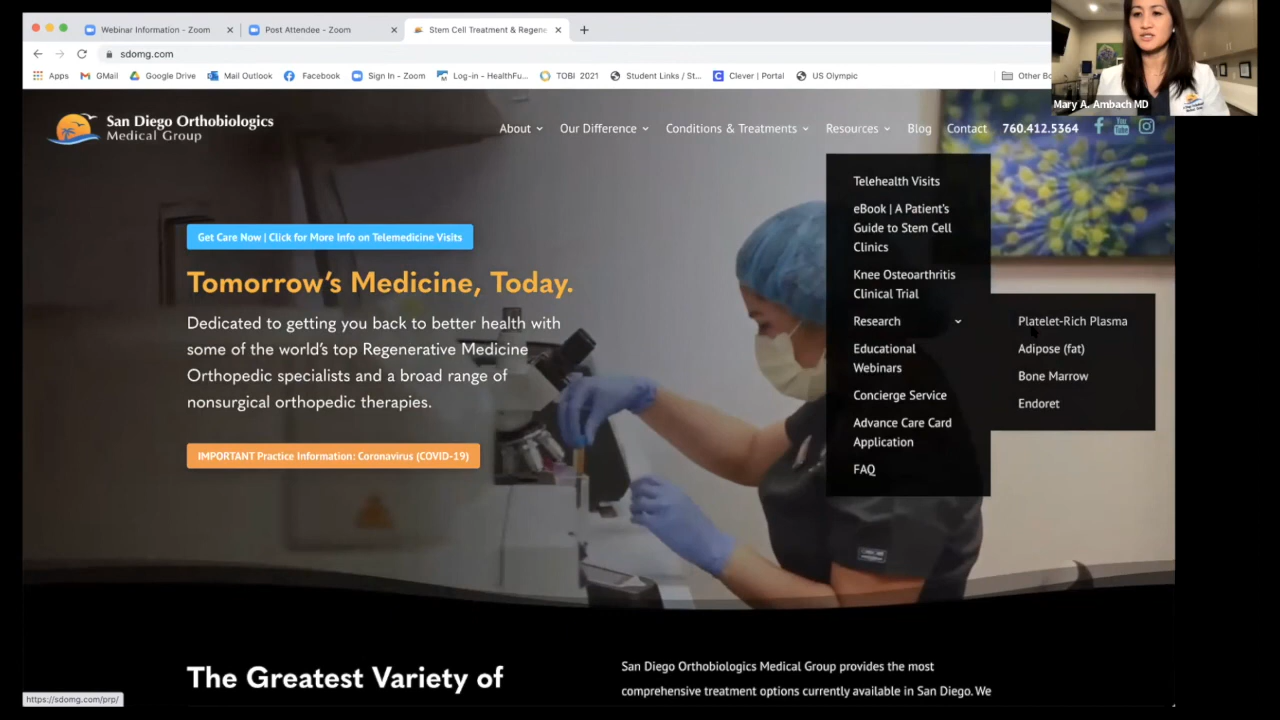 Webinar Information - Zoom
Post Attendee - Zoom
Stem Cell Treatment & Regene
sdomg.com
Apps
GMail
Google Drive
Mail Outlook
Facebook
Sign In - Zoom
Log-in - HealthFu...
TOBI 2021
Student Links / St...
Clever | Portal
US Olympic
Other Bo
Mary A. Ambach MD
San Diego Orthobiologics
Medical Group
About
Our Difference
Conditions & Treatments
Resources
Blog
Contact
760.412.5364
Telehealth Visits
eBook | A Patient's
Guide to Stem Cell
Clinics
Knee Osteoarthritis
Clinical Trial
Research
Educational
Webinars
Concierge Service
Advance Care Card
Application
FAQ
Platelet-Rich Plasma
Adipose (fat)
Bone Marrow
Endoret
Get Care Now | Click for More Info on Telemedicine Visits
Tomorrow's Medicine, Today.
Dedicated to getting you back to better health with
some of the world's top Regenerative Medicine
Orthopedic specialists and a broad range of
nonsurgical orthopedic therapies.
IMPORTANT Practice Information: Coronavirus (COVID-19)
The Greatest Variety of
San Diego Orthobiologics Medical Group provides the most
comprehensive treatment options currently available in San Diego. We
https://sdomg.com/prp/